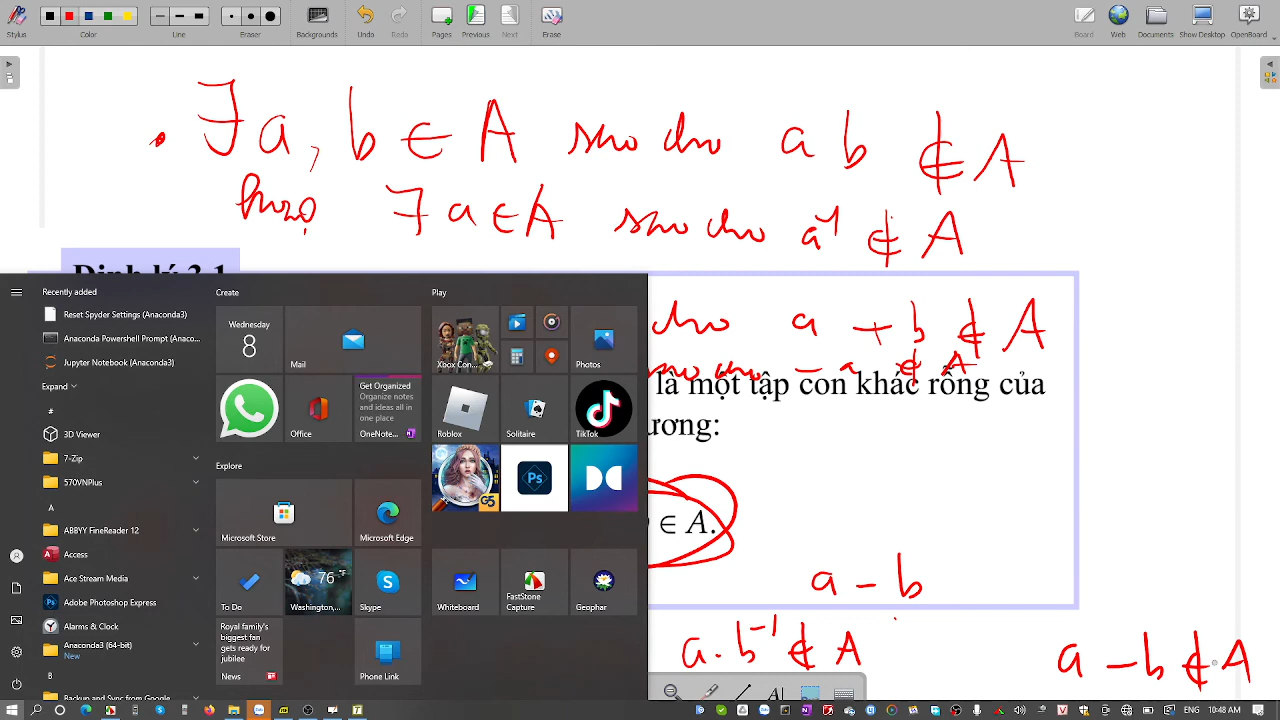 Stylus Color Line Eraser Backgrounds Undo Redo Pages Previous Next Erase Board Web Documents Show Desktop OpenBoard
∃ a, b ∈ A sao cho a b ∉ A
hoặc ∃ a ∈ A sao cho a⁻¹ ∉ A
Định lý 3.1
cho a + b ∉ A
sao cho - a ∉ A
là một tập con khác rỗng của
ương:
∈ A.
a - b
a . b⁻¹ ∉ A
a - b ∉ A
Recently added
Reset Spyder Settings (Anaconda3)
Anaconda Powershell Prompt (Anaco...
Jupyter Notebook (Anaconda3)
Expand
#
3D Viewer
7-Zip
570VNPlus
A
ABBYY FineReader 12
Access
Ace Stream Media
Adobe Photoshop Express
Alarms & Clock
Anaconda3 (64-bit)
New
B
Backup and Sync from Google
Create
Wednesday
8
Mail
Office
Get Organized
Organize
notes and ideas all in
one place
OneNote...
Explore
Microsoft Store
Microsoft Edge
To Do
76°F
Washington,...
Skype
Royal family's
biggest fan
gets ready for
jubilee
News
Phone Link
Play
Xbox Con...
Photos
Roblox
Solitaire
TikTok
G5
Ps
Whiteboard
FastStone
Capture
Geophar
10:48 AM